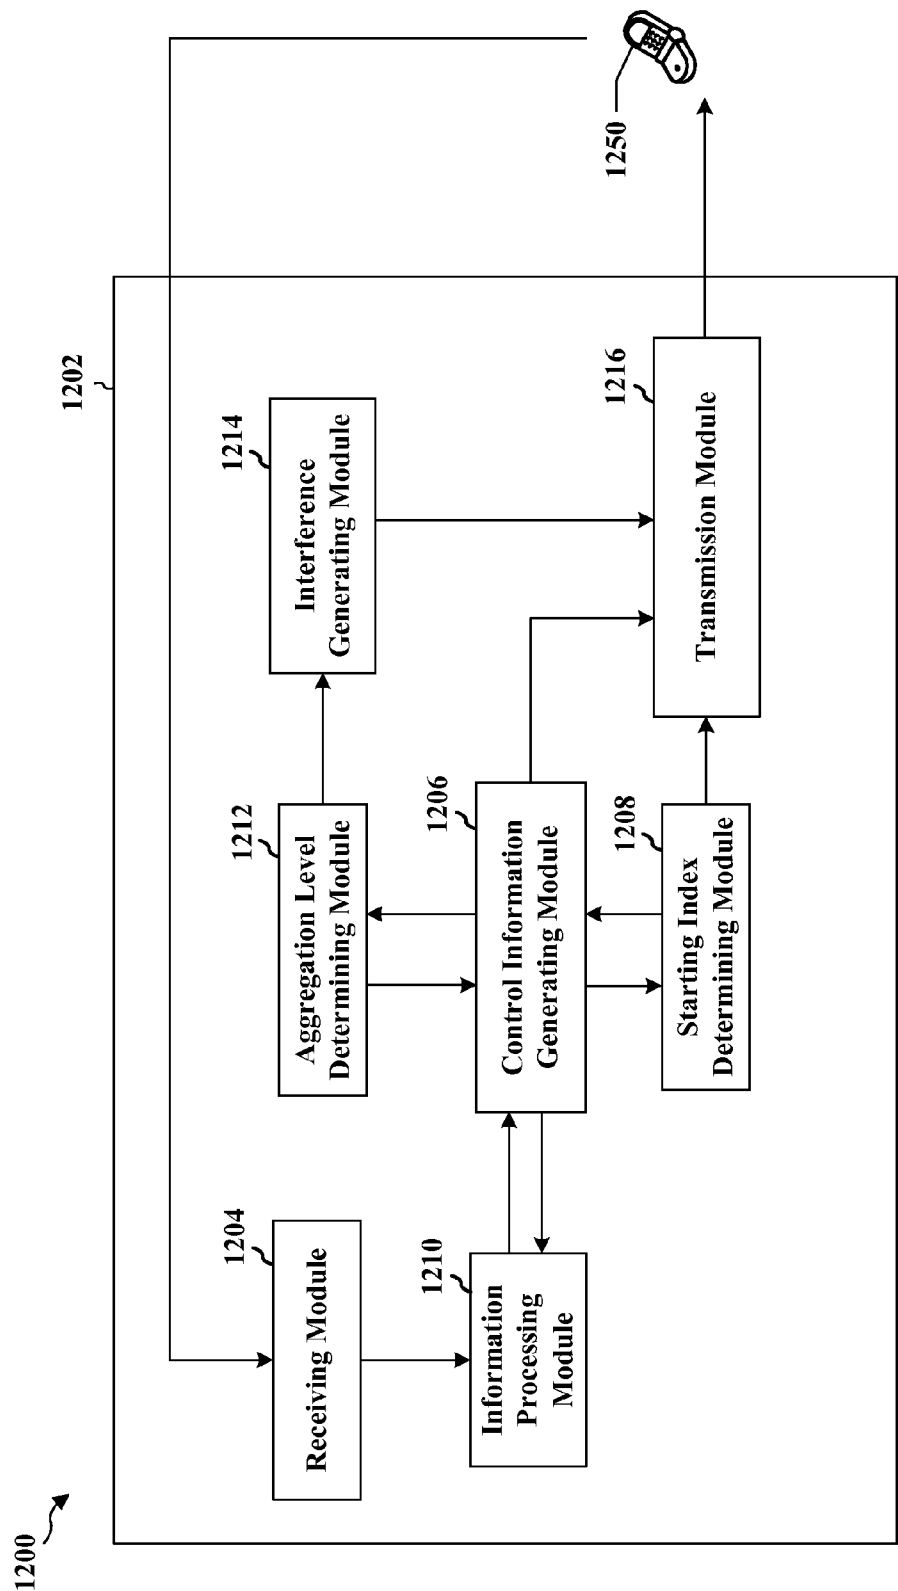 1200
1202
1204
Receiving Module
1210
Information
Processing
Module
1212
Aggregation Level
Determining Module
1206
Control Information
Generating Module
1208
Starting Index
Determining Module
1214
Interference
Generating Module
1216
Transmission Module
1250